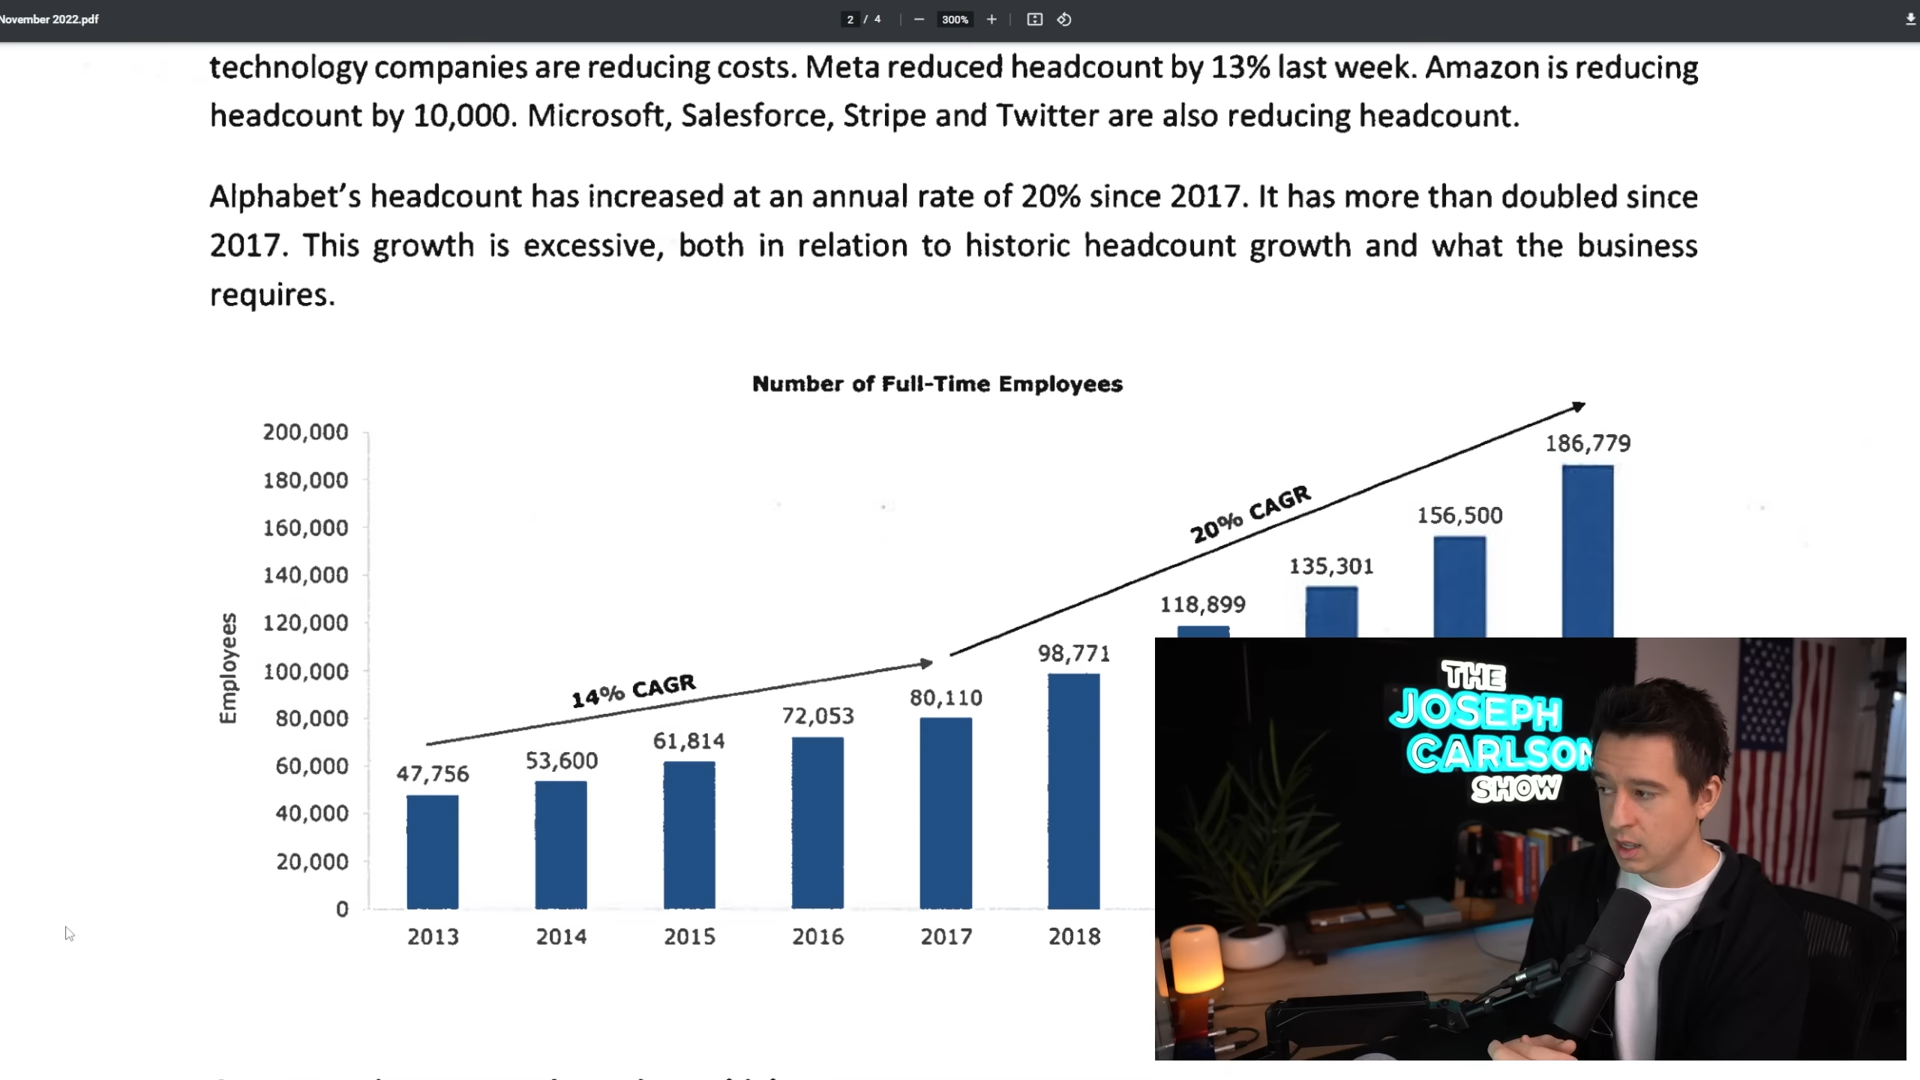 November 2022.pdf
2 / 4
300%
technology companies are reducing costs. Meta reduced headcount by 13% last week. Amazon is reducing
headcount by 10,000. Microsoft, Salesforce, Stripe and Twitter are also reducing headcount.
Alphabet's headcount has increased at an annual rate of 20% since 2017. It has more than doubled since
2017. This growth is excessive, both in relation to historic headcount growth and what the business
requires.
Number of Full-Time Employees
Employees
200,000
180,000
160,000
140,000
120,000
100,000
80,000
60,000
40,000
20,000
0
14% CAGR
20% CAGR
47,756
53,600
61,814
72,053
80,110
98,771
118,899
135,301
156,500
186,779
2013
2014
2015
2016
2017
2018
THE
JOSEPH
CARLSON
SHOW